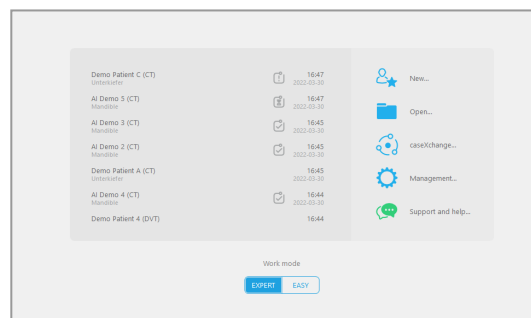 Demo Patient C (CT) 16:47
Unterkiefer 2022-03-30
AI Demo 5 (CT) 16:47
Mandible 2022-03-30
AI Demo 3 (CT) 16:45
Mandible 2022-03-30
AI Demo 2 (CT) 16:45
Mandible 2022-03-30
Demo Patient A (CT) 16:45
Unterkiefer 2022-03-30
AI Demo 4 (CT) 16:44
Mandible 2022-03-30
Demo Patient 4 (DVT) 16:44
New...
Open...
caseXchange...
Management...
Support and help...
Work mode
EXPERT EASY